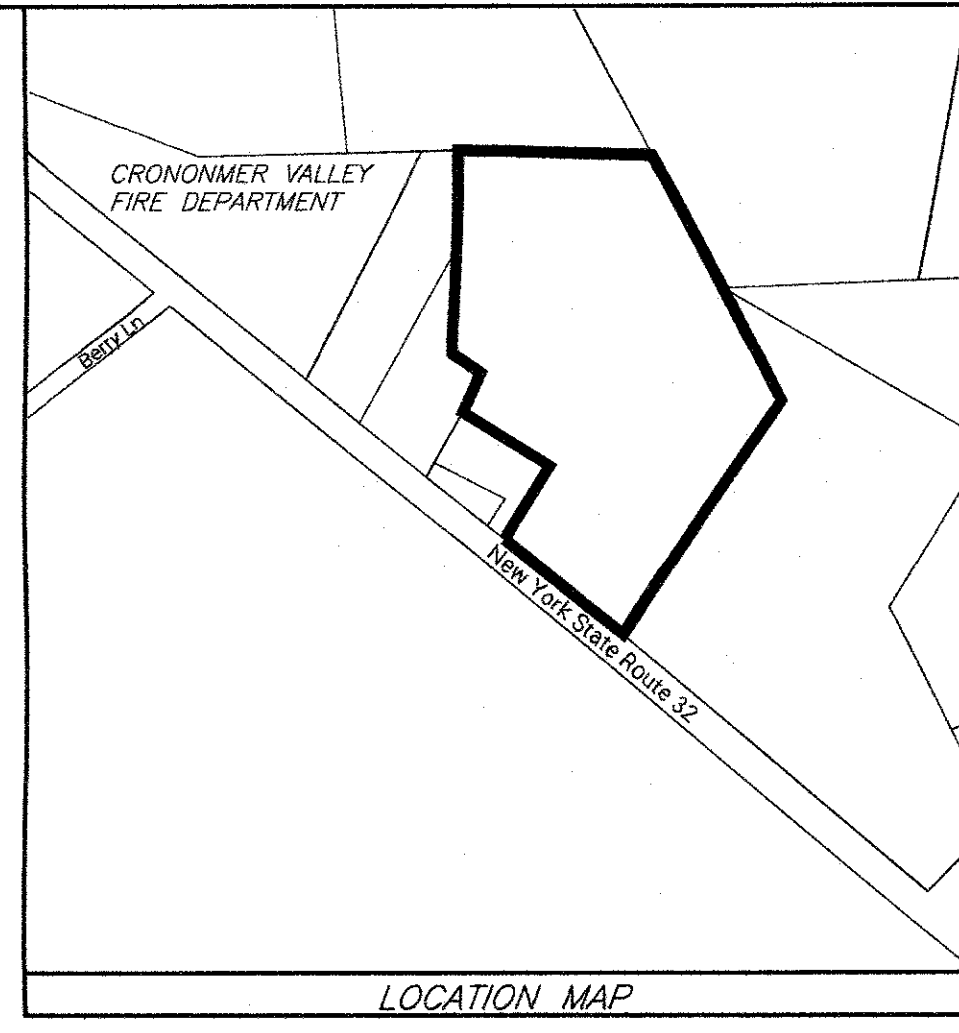 CRONONMER VALLEY
FIRE DEPARTMENT
Berry Ln
New York State Route 32
LOCATION MAP